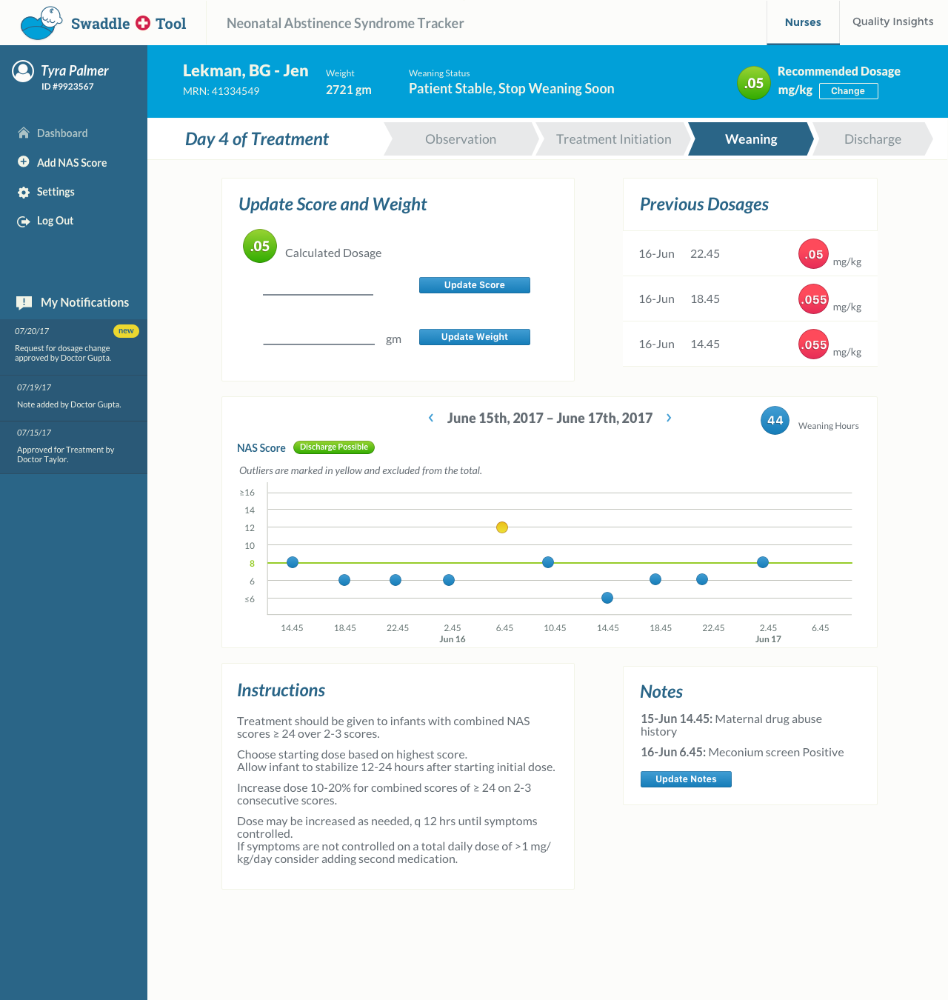 Swaddle Tool
Neonatal Abstinence Syndrome Tracker
Nurses
Quality Insights
Tyra Palmer
ID #9923567
Dashboard
Add NAS Score
Settings
Log Out
My Notifications
07/20/17
new
Request for dosage change
approved by Doctor Gupta.
07/19/17
Note added by Doctor Gupta.
07/15/17
Approved for Treatment by
Doctor Taylor.
Lekman, BG - Jen
MRN: 41334549
Weight
2721 gm
Weaning Status
Patient Stable, Stop Weaning Soon
.05
Recommended Dosage
mg/kg
Change
Day 4 of Treatment
Observation
Treatment Initiation
Weaning
Discharge
Update Score and Weight
.05
Calculated Dosage
Update Score
gm
Update Weight
Previous Dosages
16-Jun 22.45 .05 mg/kg
16-Jun 18.45 .055 mg/kg
16-Jun 14.45 .055 mg/kg
‹ June 15th, 2017 – June 17th, 2017 ›
44
Weaning Hours
NAS Score
Discharge Possible
Outliers are marked in yellow and excluded from the total.
≥16
14
12
10
8
6
≤6
14.45 18.45 22.45 2.45 6.45 10.45 14.45 18.45 22.45 2.45 6.45
Jun 16 Jun 17
Instructions
Treatment should be given to infants with combined NAS
scores ≥ 24 over 2-3 scores.
Choose starting dose based on highest score.
Allow infant to stabilize 12-24 hours after starting initial dose.
Increase dose 10-20% for combined scores of ≥ 24 on 2-3
consecutive scores.
Dose may be increased as needed, q 12 hrs until symptoms
controlled.
If symptoms are not controlled on a total daily dose of >1 mg/
kg/day consider adding second medication.
Notes
15-Jun 14.45: Maternal drug abuse
history
16-Jun 6.45: Meconium screen Positive
Update Notes